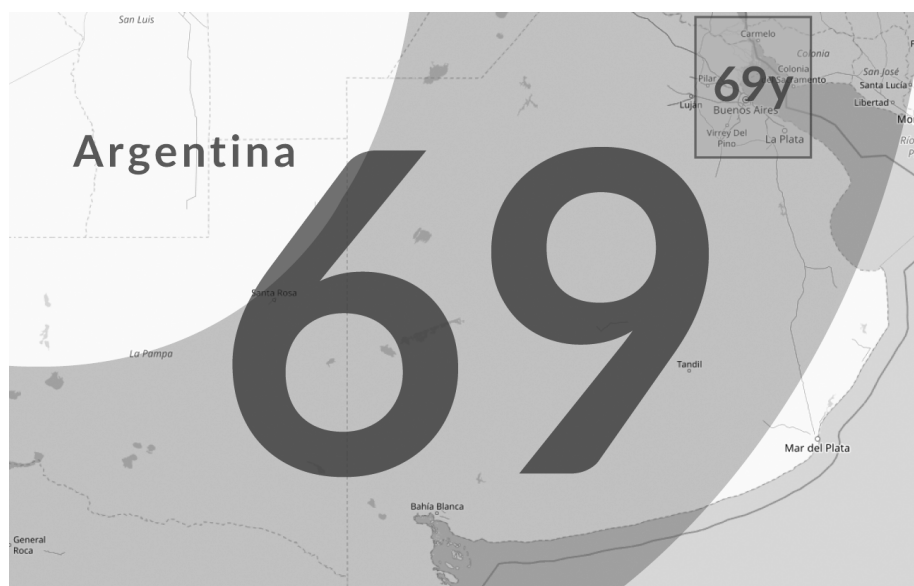 San Luis
Carmelo
Colonia
Colonia
del Sacramento
San José
Santa Lucía
Pilar
69y
Luján
Buenos Aires
Libertad
Virrey Del
Pino
La Plata
Argentina
69
Santa Rosa
La Pampa
Tandil
Mar del Plata
Bahía Blanca
General
Roca